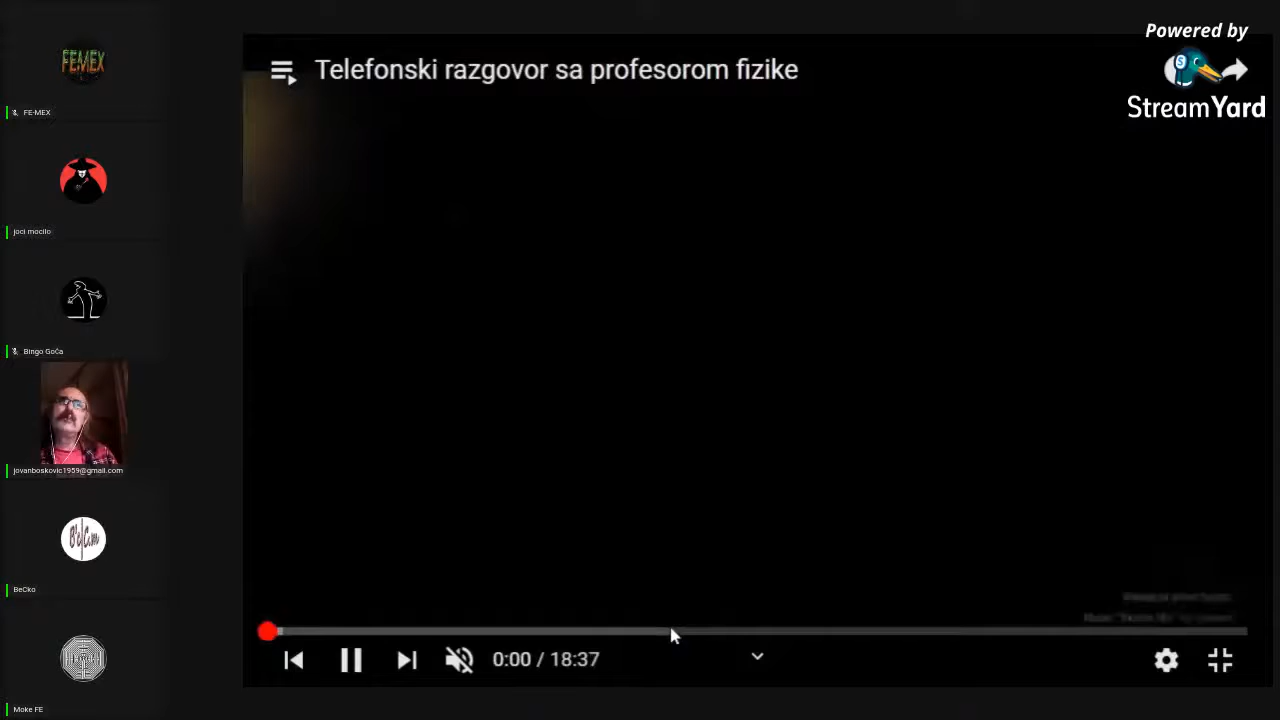 FEMEX
FE-MEX
joci mocilo
Bingo Goča
jovanboskovic1959@gmail.com
BeCko
Moke FE
Telefonski razgovor sa profesorom fizike
Powered by
S
StreamYard
0:00 / 18:37